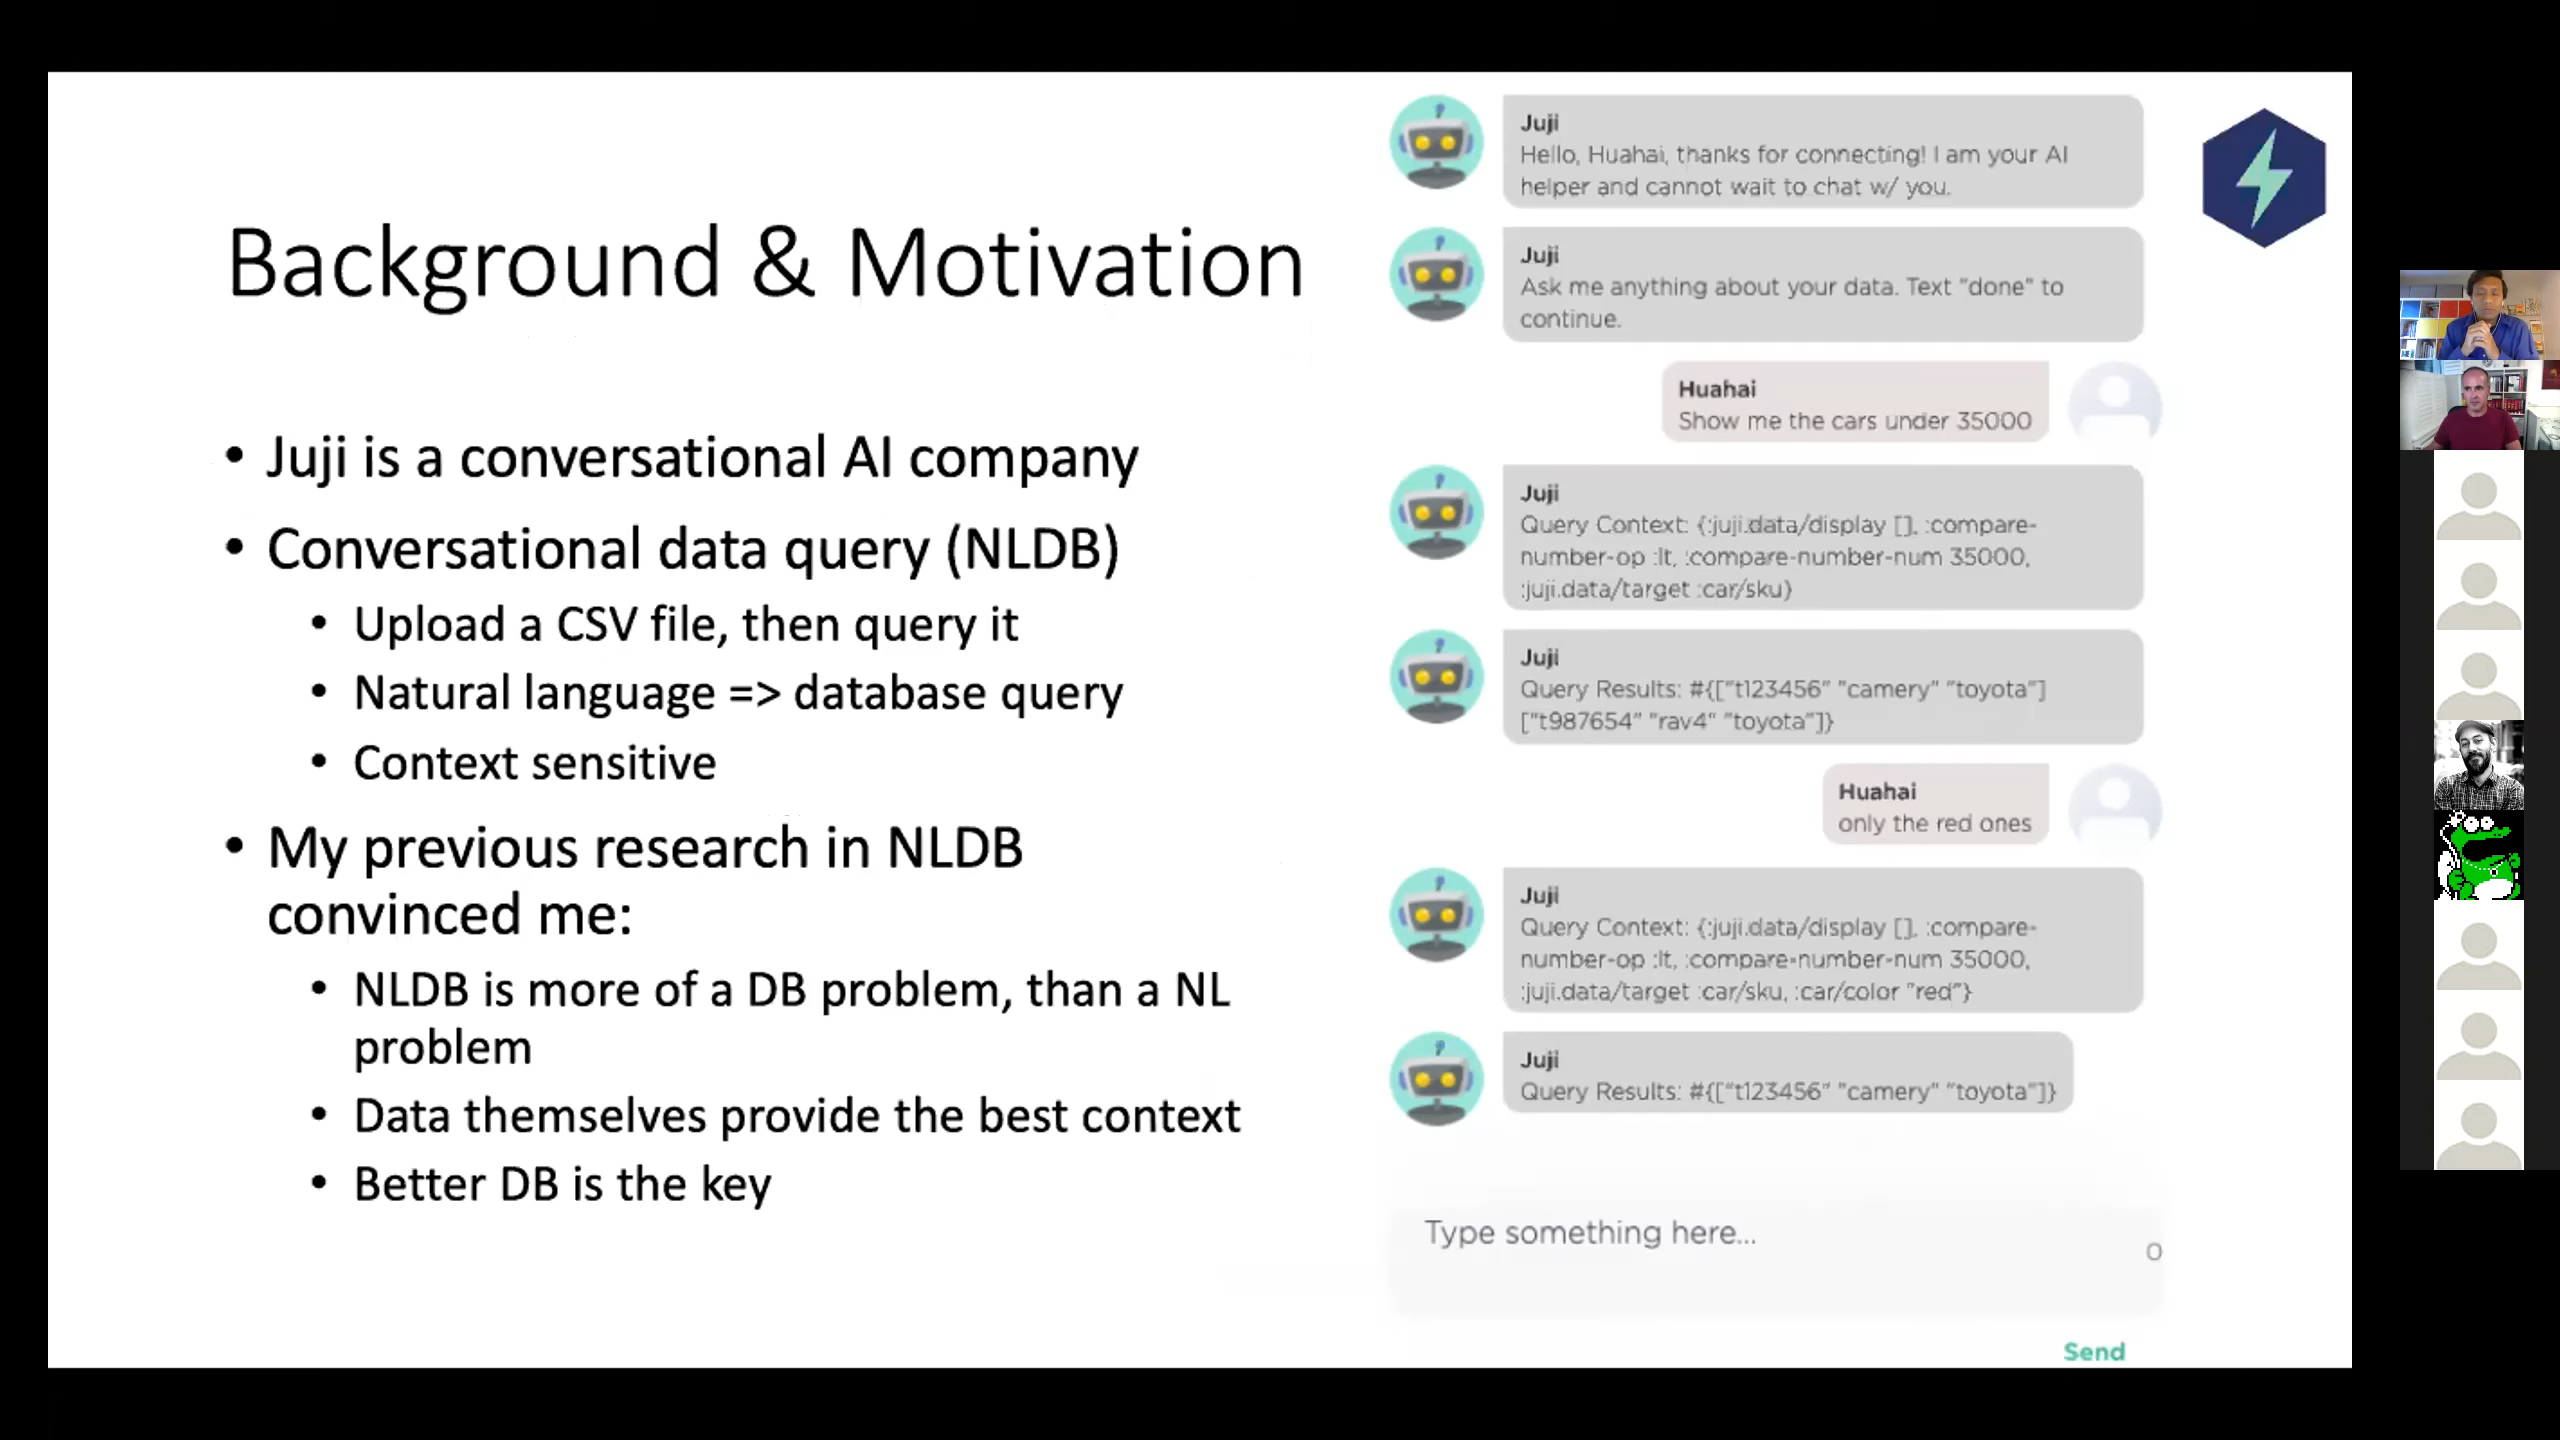 Background & Motivation
• Juji is a conversational AI company
• Conversational data query (NLDB)
• Upload a CSV file, then query it
• Natural language => database query
• Context sensitive
• My previous research in NLDB
convinced me:
• NLDB is more of a DB problem, than a NL
problem
• Data themselves provide the best context
• Better DB is the key
Juji
Hello, Huahai, thanks for connecting! I am your AI
helper and cannot wait to chat w/ you.
Juji
Ask me anything about your data. Text "done" to
continue.
Huahai
Show me the cars under 35000
Juji
Query Context: {:juji.data/display [], :compare-
number-op :lt, :compare-number-num 35000,
:juji.data/target :car/sku}
Juji
Query Results: #{["t123456" "camery" "toyota"]
["t987654" "rav4" "toyota"]}
Huahai
only the red ones
Juji
Query Context: {:juji.data/display [], :compare-
number-op :lt, :compare-number-num 35000,
:juji.data/target :car/sku, :car/color "red"}
Juji
Query Results: #{["t123456" "camery" "toyota"]}
Type something here...
0
Send